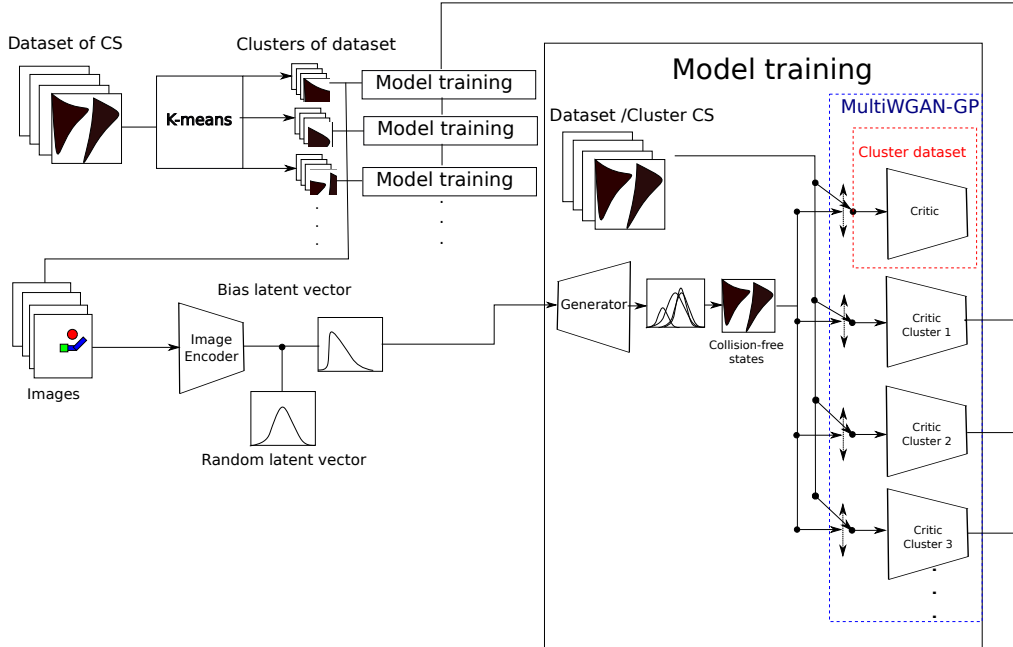 Dataset of CS
Clusters of dataset
K-means
Model training
Model training
Model training
Bias latent vector
Image
Encoder
Images
Random latent vector
Model training
Dataset /Cluster CS
MultiWGAN-GP
Cluster dataset
Critic
Generator
Collision-free
states
Critic
Cluster 1
Critic
Cluster 2
Critic
Cluster 3